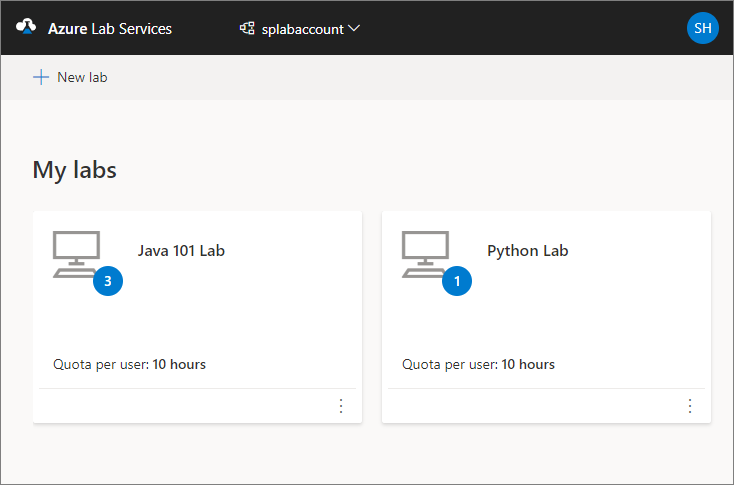 Azure Lab Services
splabaccount
SH
New lab
My labs
Java 101 Lab
3
Quota per user: 10 hours
Python Lab
1
Quota per user: 10 hours